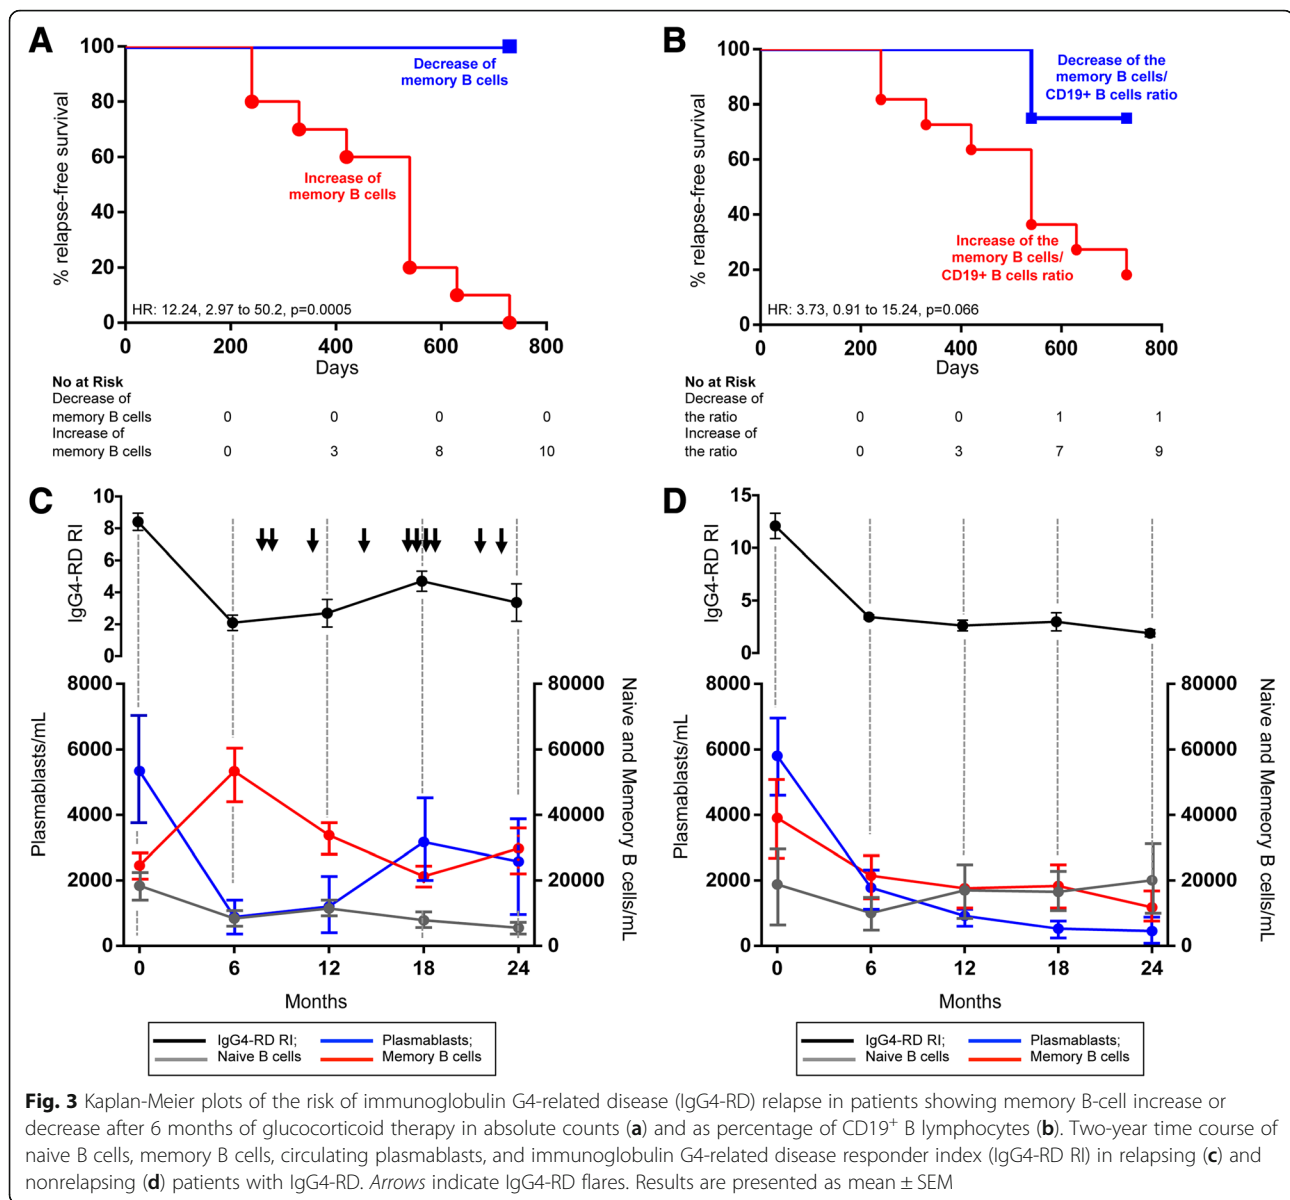 A
100
80
60
40
20
0
% relapse-free survival
Decrease of
memory B cells
Increase of
memory B cells
HR: 12.24, 2.97 to 50.2, p=0.0005
0 200 400 600 800
Days
No at Risk
Decrease of
memory B cells 0 0 0 0
Increase of
memory B cells 0 3 8 10
B
100
80
60
40
20
0
% relapse-free survival
Decrease of the
memory B cells/
CD19+ B cells ratio
Increase of the
memory B cells/
CD19+ B cells ratio
HR: 3.73, 0.91 to 15.24, p=0.066
0 200 400 600 800
Days
No at Risk
Decrease of
the ratio 0 0 1 1
Increase of
the ratio 0 3 7 9
C
10
8
6
4
2
0
IgG4-RD RI
8000
6000
4000
2000
0
Plasmablasts/mL
80000
60000
40000
20000
0
Naive and Memeory B cells/mL
0 6 12 18 24
Months
IgG4-RD RI; Plasmablasts;
Naive B cells Memory B cells
D
15
10
5
0
IgG4-RD RI
8000
6000
4000
2000
0
Plasmablasts/mL
80000
60000
40000
20000
0
Naive and Memeory B cells/mL
0 6 12 18 24
Months
IgG4-RD RI; Plasmablasts;
Naive B cells Memory B cells
Fig. 3 Kaplan-Meier plots of the risk of immunoglobulin G4-related disease (IgG4-RD) relapse in patients showing memory B-cell increase or
decrease after 6 months of glucocorticoid therapy in absolute counts (a) and as percentage of CD19+ B lymphocytes (b). Two-year time course of
naive B cells, memory B cells, circulating plasmablasts, and immunoglobulin G4-related disease responder index (IgG4-RD RI) in relapsing (c) and
nonrelapsing (d) patients with IgG4-RD. Arrows indicate IgG4-RD flares. Results are presented as mean ± SEM